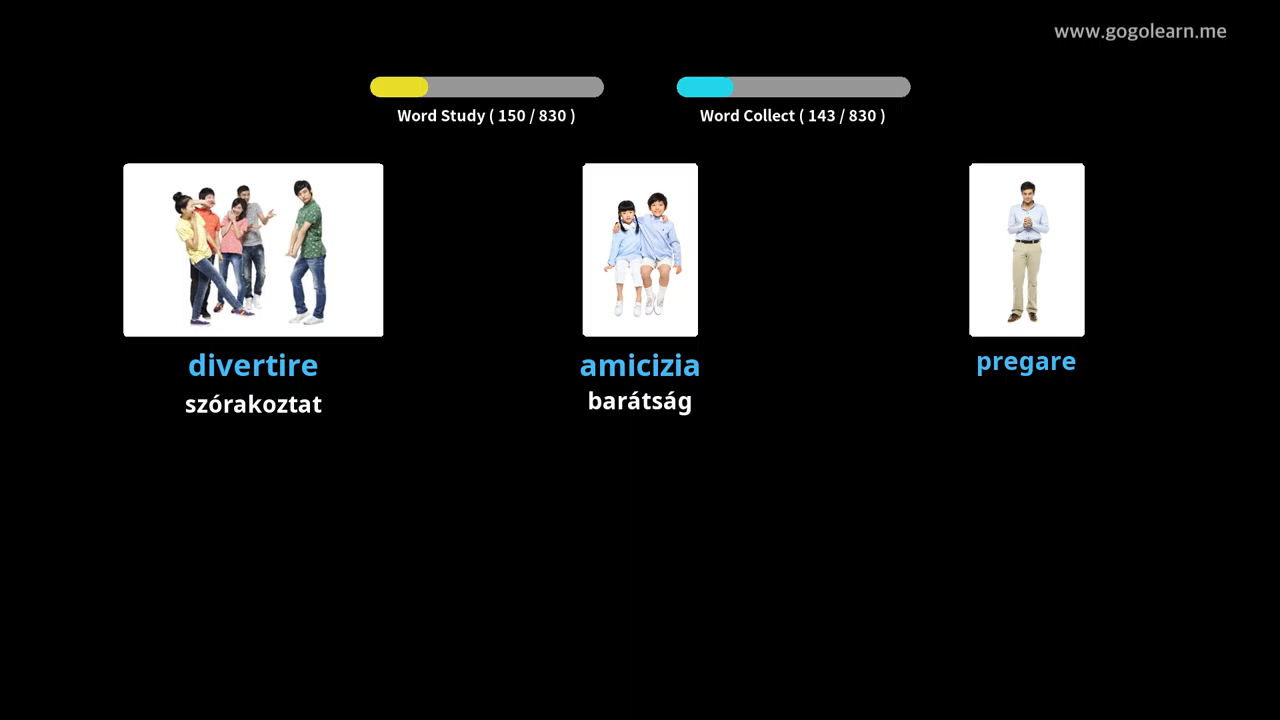 www.gogolearn.me
Word Study ( 150 / 830 )
Word Collect ( 143 / 830 )
divertire
szórakoztat
amicizia
barátság
pregare